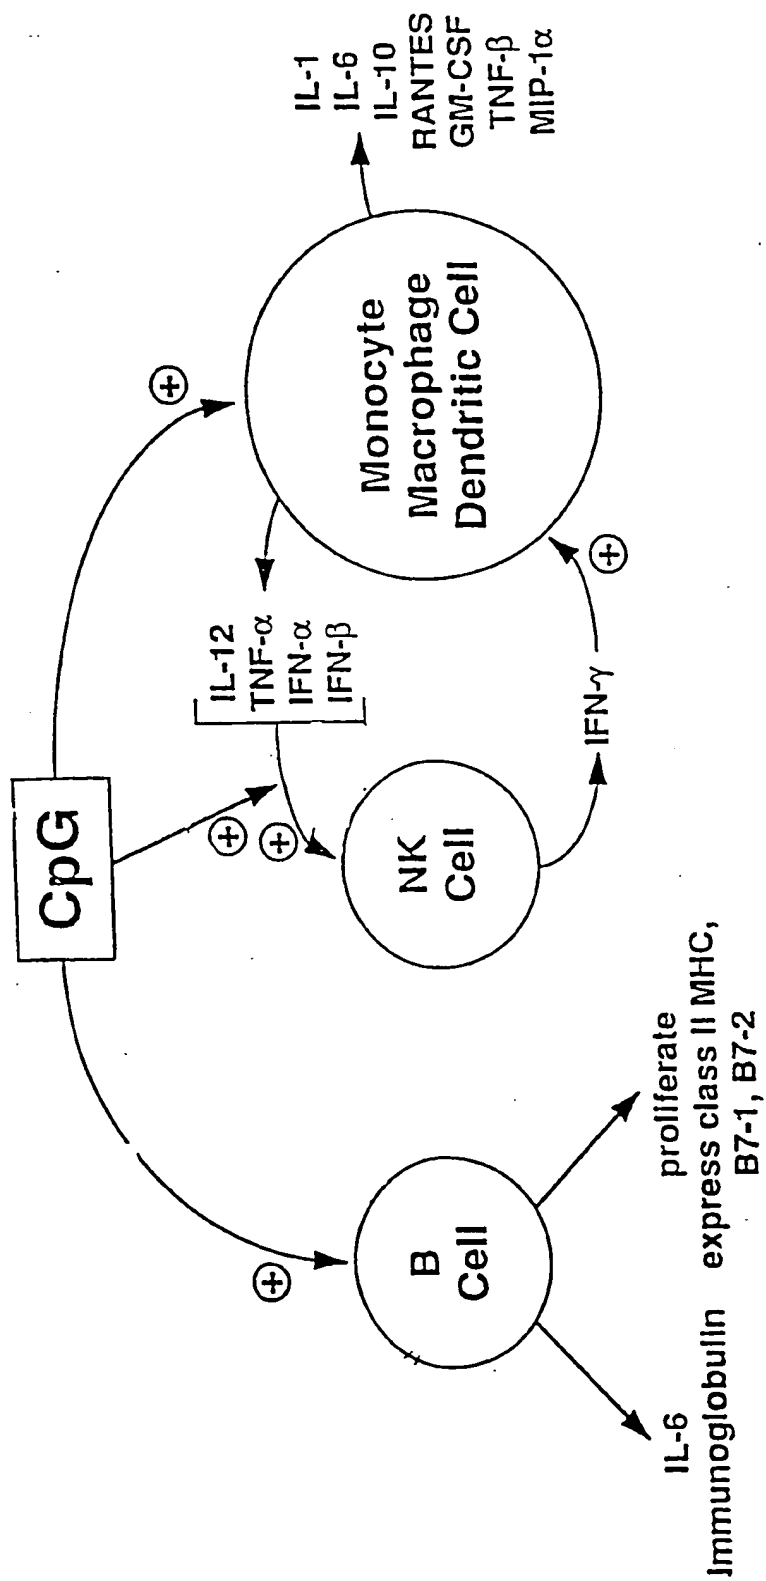 CpG
⊕
⊕
⊕
⊕
IL-12
TNF-α
IFN-α
IFN-β
B
Cell
NK
Cell
Monocyte
Macrophage
Dendritic Cell
IL-1
IL-6
IL-10
RANTES
GM-CSF
TNF-β
MIP-1α
IFN-γ
⊕
IL-6
Immunoglobulin
proliferate
express class II MHC,
B7-1, B7-2